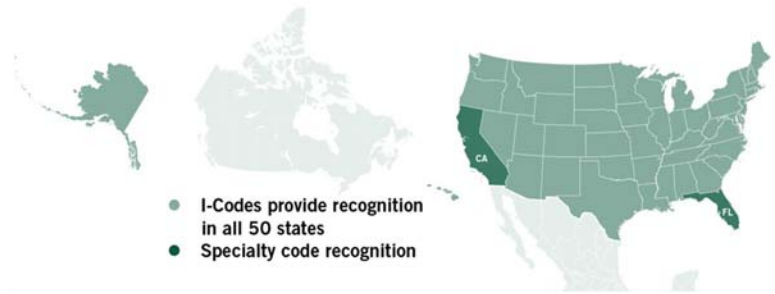 CA
FL
I-Codes provide recognition
in all 50 states
Specialty code recognition